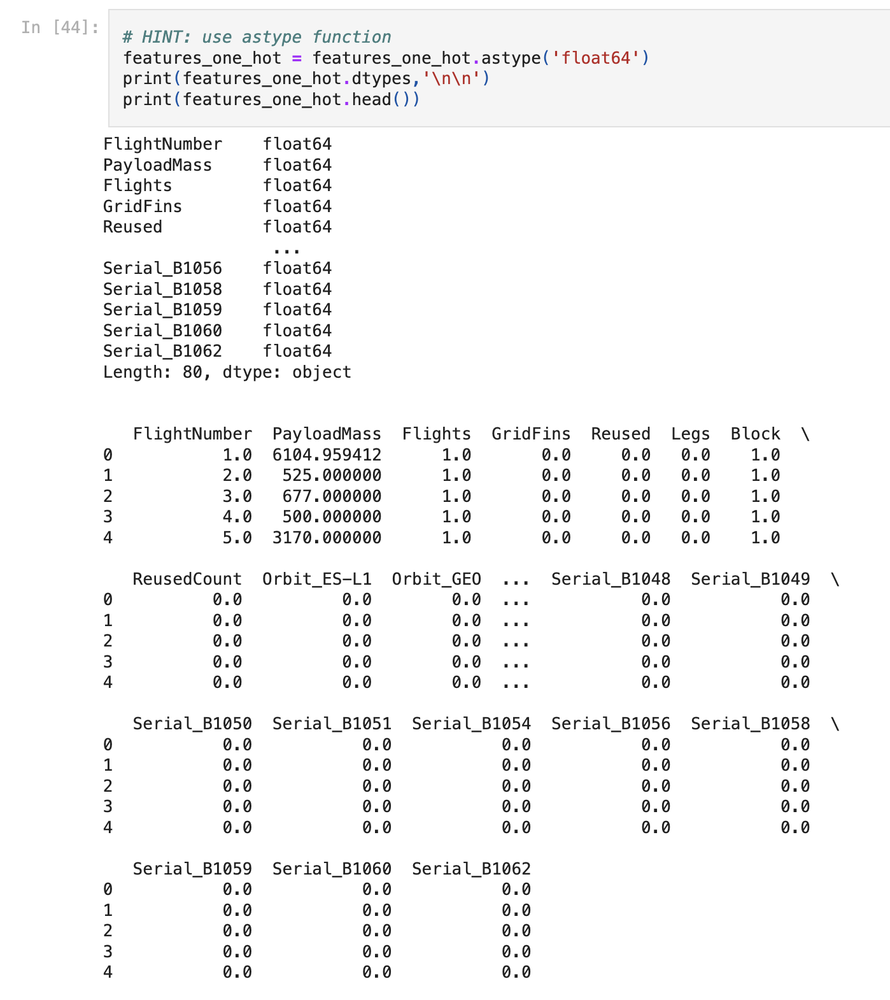 In [44]:
# HINT: use astype function
features_one_hot = features_one_hot.astype('float64')
print(features_one_hot.dtypes,'\n\n')
print(features_one_hot.head())
FlightNumber    float64
PayloadMass     float64
Flights         float64
GridFins        float64
Reused          float64
                 ...
Serial_B1056    float64
Serial_B1058    float64
Serial_B1059    float64
Serial_B1060    float64
Serial_B1062    float64
Length: 80, dtype: object
   FlightNumber  PayloadMass  Flights  GridFins  Reused  Legs  Block  \
0           1.0  6104.959412      1.0       0.0     0.0   0.0    1.0
1           2.0   525.000000      1.0       0.0     0.0   0.0    1.0
2           3.0   677.000000      1.0       0.0     0.0   0.0    1.0
3           4.0   500.000000      1.0       0.0     0.0   0.0    1.0
4           5.0  3170.000000      1.0       0.0     0.0   0.0    1.0
   ReusedCount  Orbit_ES-L1  Orbit_GEO  ...  Serial_B1048  Serial_B1049  \
0          0.0          0.0        0.0  ...           0.0           0.0
1          0.0          0.0        0.0  ...           0.0           0.0
2          0.0          0.0        0.0  ...           0.0           0.0
3          0.0          0.0        0.0  ...           0.0           0.0
4          0.0          0.0        0.0  ...           0.0           0.0
   Serial_B1050  Serial_B1051  Serial_B1054  Serial_B1056  Serial_B1058  \
0           0.0           0.0           0.0           0.0           0.0
1           0.0           0.0           0.0           0.0           0.0
2           0.0           0.0           0.0           0.0           0.0
3           0.0           0.0           0.0           0.0           0.0
4           0.0           0.0           0.0           0.0           0.0
   Serial_B1059  Serial_B1060  Serial_B1062
0           0.0           0.0           0.0
1           0.0           0.0           0.0
2           0.0           0.0           0.0
3           0.0           0.0           0.0
4           0.0           0.0           0.0